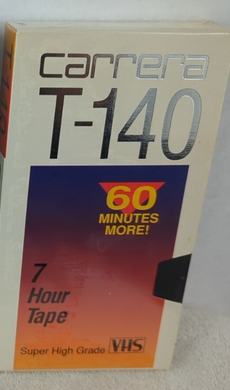 carrera
T-140
60
MINUTES
MORE!
7
Hour
Tape
Super High Grade VHS